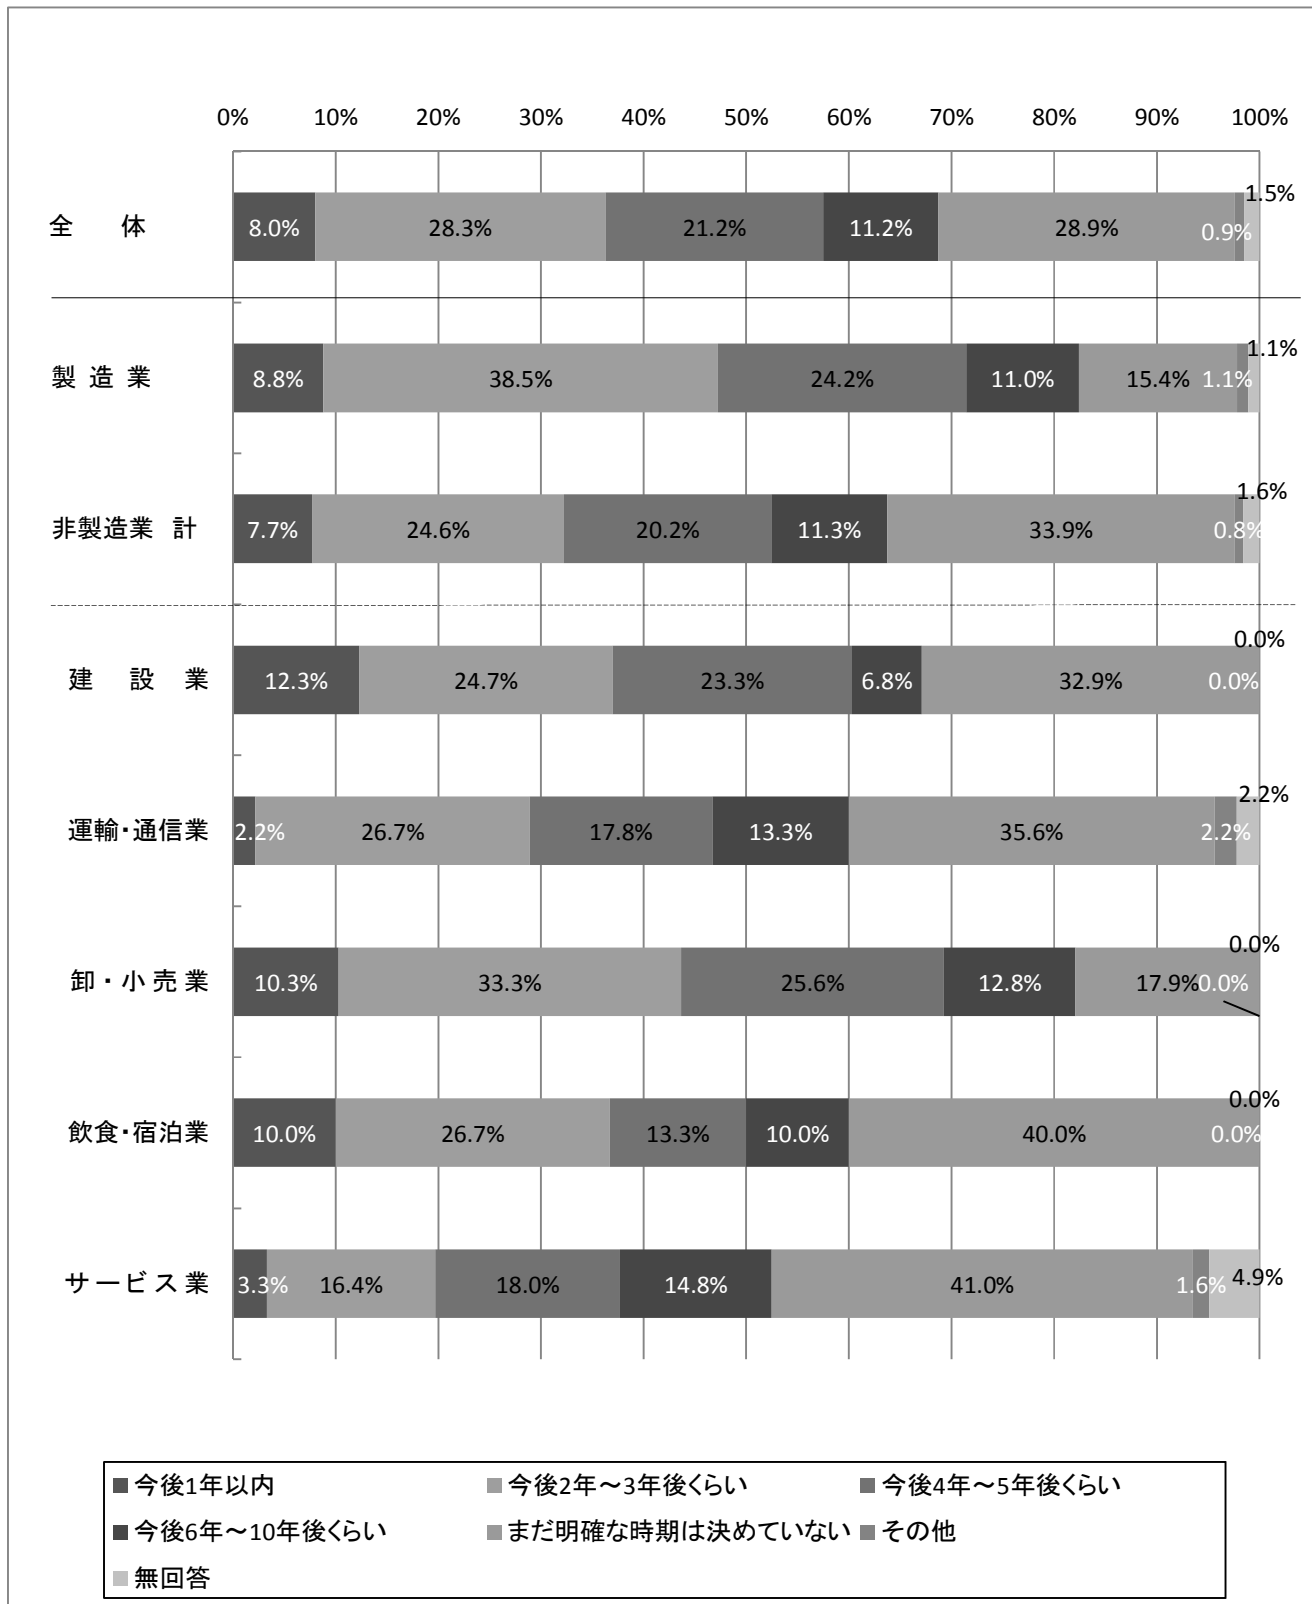 0% 10% 20% 30% 40% 50% 60% 70% 80% 90% 100%
1.5%
全 体 8.0% 28.3% 21.2% 11.2% 28.9% 0.9%
1.1%
製 造 業 8.8% 38.5% 24.2% 11.0% 15.4% 1.1%
1.6%
非製造業 計 7.7% 24.6% 20.2% 11.3% 33.9% 0.8%
0.0%
建 設 業 12.3% 24.7% 23.3% 6.8% 32.9% 0.0%
2.2%
運輸・通信業 2.2% 26.7% 17.8% 13.3% 35.6% 2.2%
0.0%
卸・小売業 10.3% 33.3% 25.6% 12.8% 17.9% 0.0%
0.0%
飲食・宿泊業 10.0% 26.7% 13.3% 10.0% 40.0% 0.0%
サービス業 3.3% 16.4% 18.0% 14.8% 41.0% 1.6% 4.9%
今後1年以内 今後2年～3年後くらい 今後4年～5年後くらい
今後6年～10年後くらい まだ明確な時期は決めていない その他
無回答